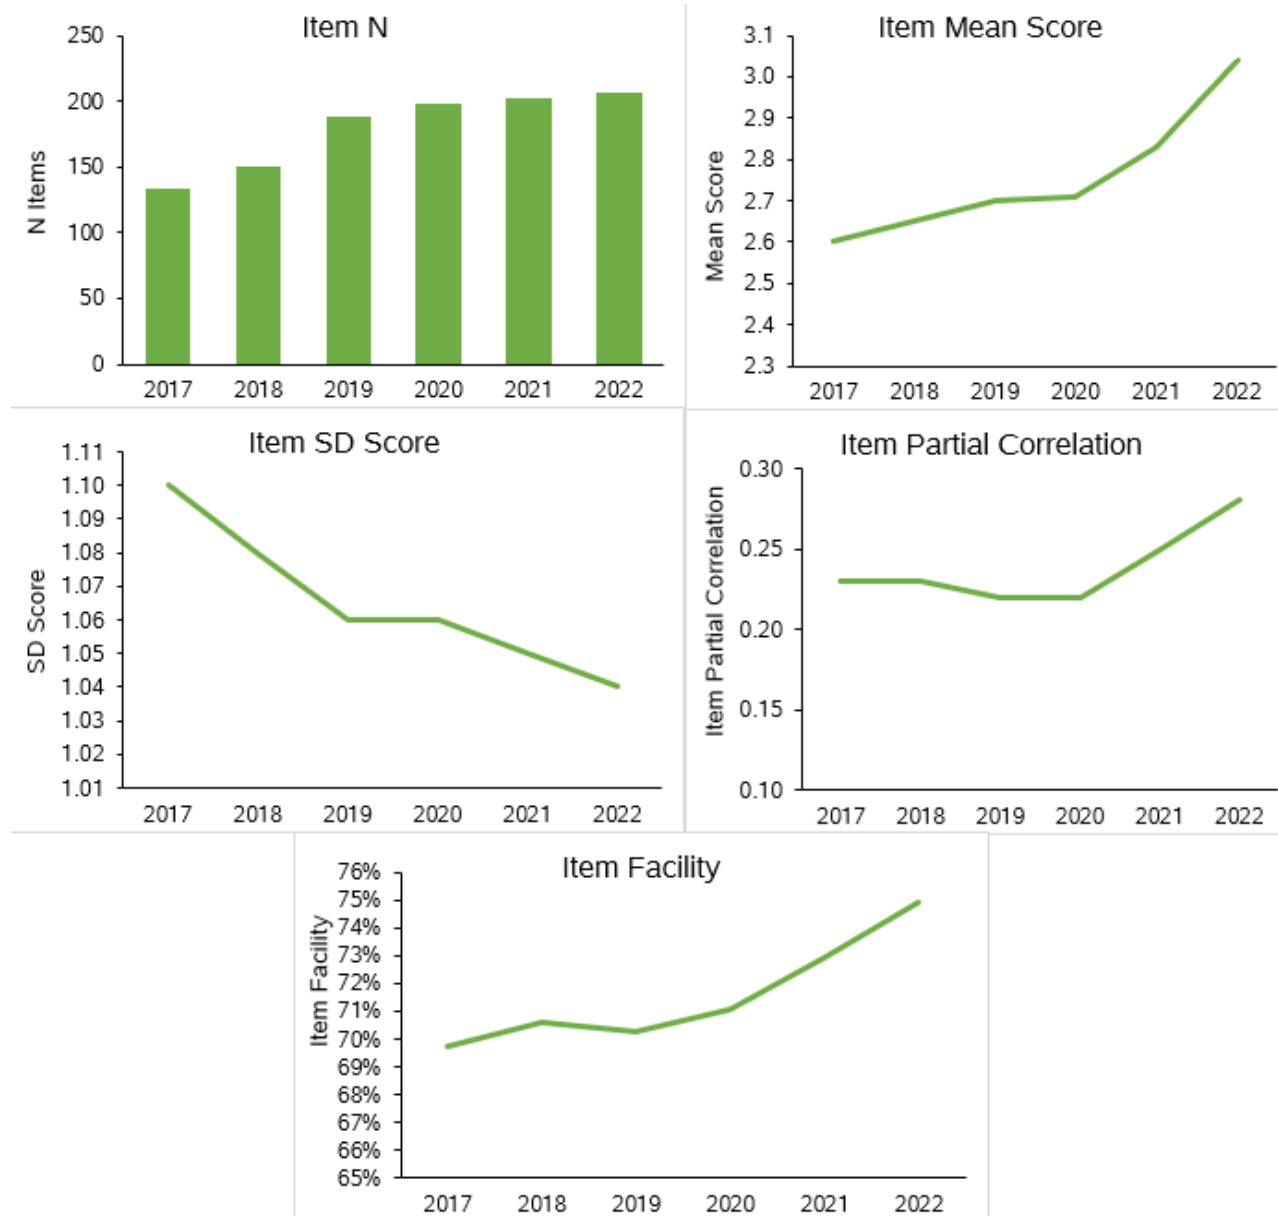 Item N
N Items
250
200
150
100
50
0
2017 2018 2019 2020 2021 2022
Item Mean Score
Mean Score
3.1
3.0
2.9
2.8
2.7
2.6
2.5
2.4
2.3
2017 2018 2019 2020 2021 2022
Item SD Score
SD Score
1.11
1.10
1.09
1.08
1.07
1.06
1.05
1.04
1.03
1.02
1.01
2017 2018 2019 2020 2021 2022
Item Partial Correlation
Item Partial Correlation
0.30
0.25
0.20
0.15
0.10
2017 2018 2019 2020 2021 2022
Item Facility
Item Facility
76%
75%
74%
73%
72%
71%
70%
69%
68%
67%
66%
65%
2017 2018 2019 2020 2021 2022